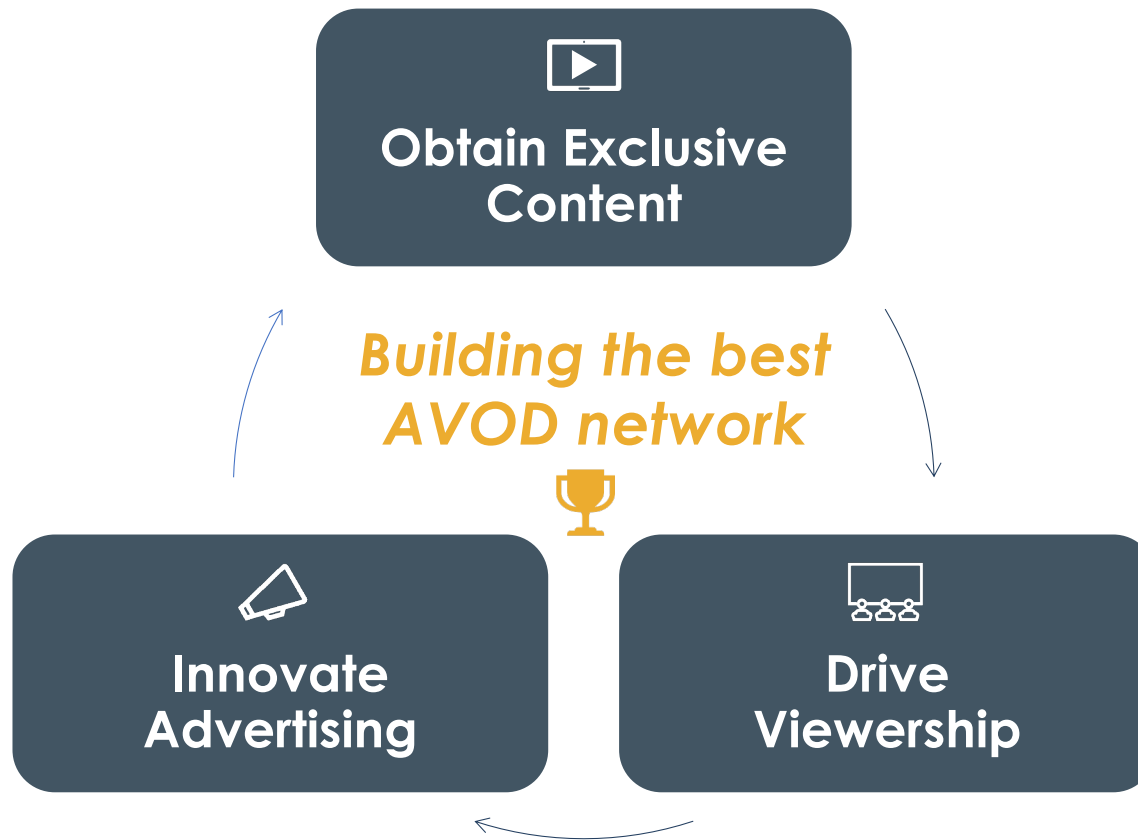 Obtain Exclusive
Content
Building the best
AVOD network
Innovate
Advertising
Drive
Viewership